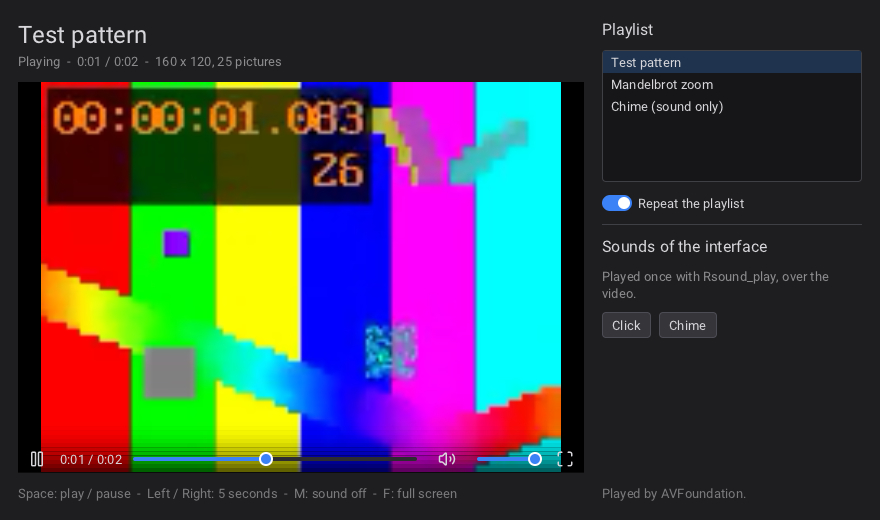 Test pattern
Playing - 0:01 / 0:02 - 160 x 120, 25 pictures
00:00:01.083
26
0:01 / 0:02
Space: play / pause - Left / Right: 5 seconds - M: sound off - F: full screen
Playlist
Test pattern
Mandelbrot zoom
Chime (sound only)
Repeat the playlist
Sounds of the interface
Played once with Rsound_play, over the
video.
Click
Chime
Played by AVFoundation.